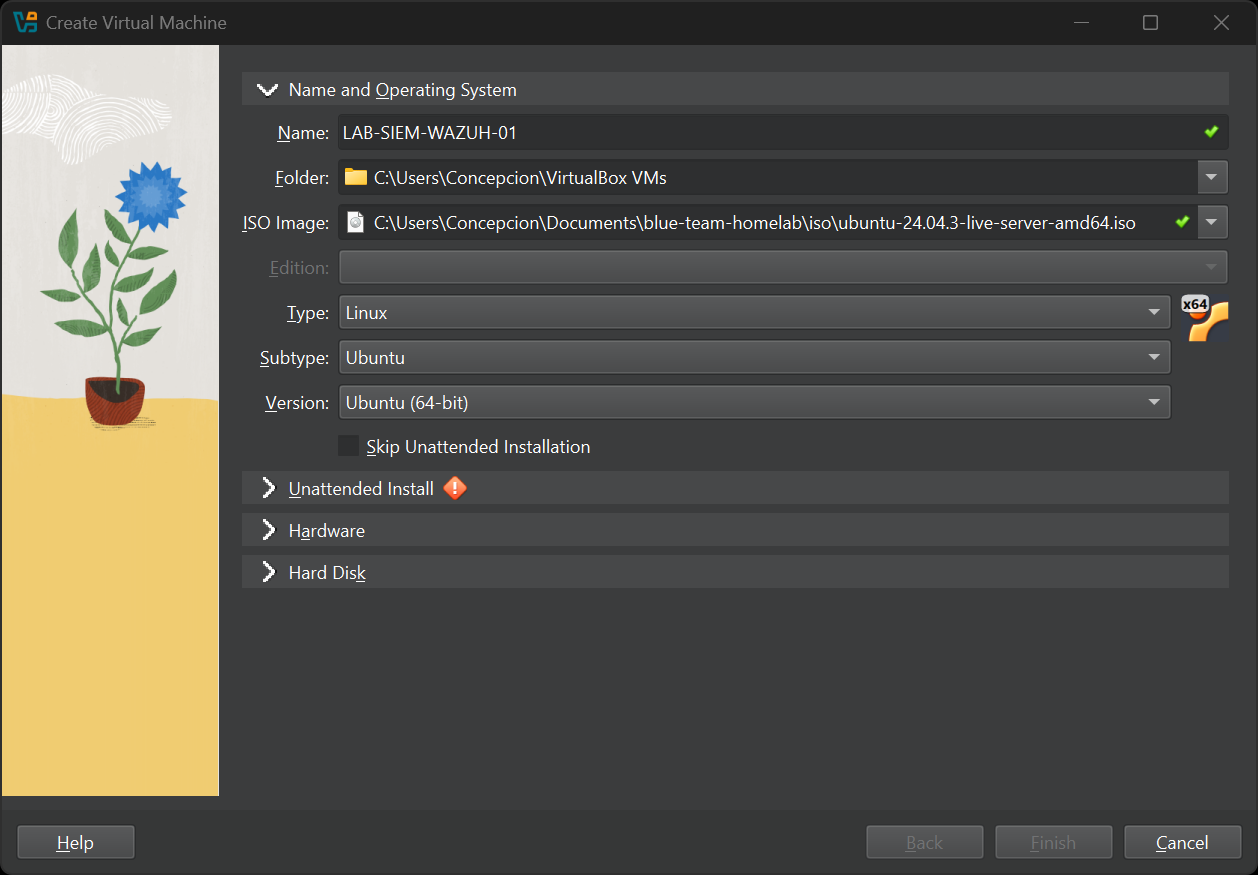 Create Virtual Machine
Name and Operating System
Name: LAB-SIEM-WAZUH-01
Folder: C:\Users\Concepcion\VirtualBox VMs
ISO Image: C:\Users\Concepcion\Documents\blue-team-homelab\iso\ubuntu-24.04.3-live-server-amd64.iso
Edition:
Type: Linux
x64
Subtype: Ubuntu
Version: Ubuntu (64-bit)
Skip Unattended Installation
Unattended Install
Hardware
Hard Disk
Help Back Finish Cancel